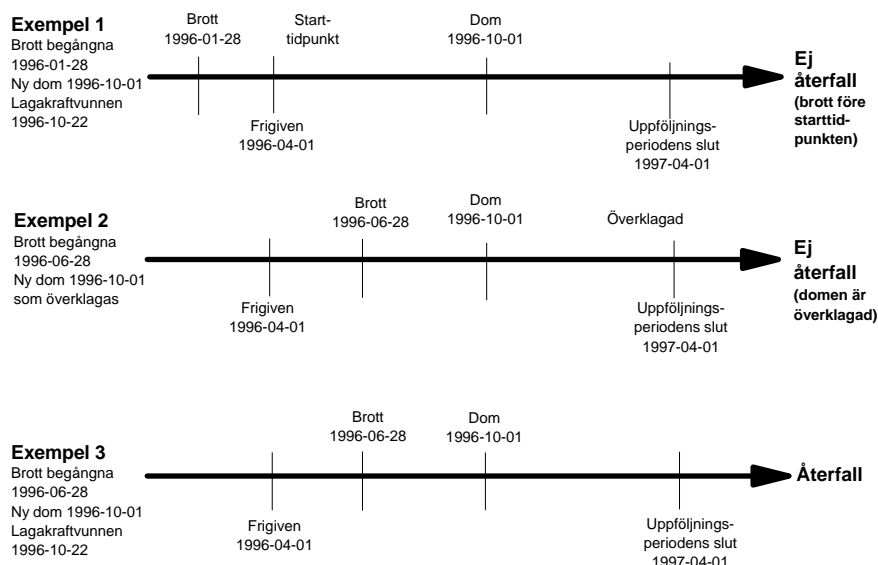 Exempel 1
Brott begångna
1996-01-28
Ny dom 1996-10-01
Lagakraftvunnen
1996-10-22
Brott
1996-01-28
Start-
tidpunkt
Dom
1996-10-01
Frigiven
1996-04-01
Uppföljnings-
periodens slut
1997-04-01
Ej
återfall
(brott före
starttid-
punkten)
Exempel 2
Brott begångna
1996-06-28
Ny dom 1996-10-01
som överklagas
Brott
1996-06-28
Dom
1996-10-01
Överklagad
Frigiven
1996-04-01
Uppföljnings-
periodens slut
1997-04-01
Ej
återfall
(domen är
överklagad)
Exempel 3
Brott begångna
1996-06-28
Ny dom 1996-10-01
Lagakraftvunnen
1996-10-22
Brott
1996-06-28
Dom
1996-10-01
Frigiven
1996-04-01
Uppföljnings-
periodens slut
1997-04-01
Återfall